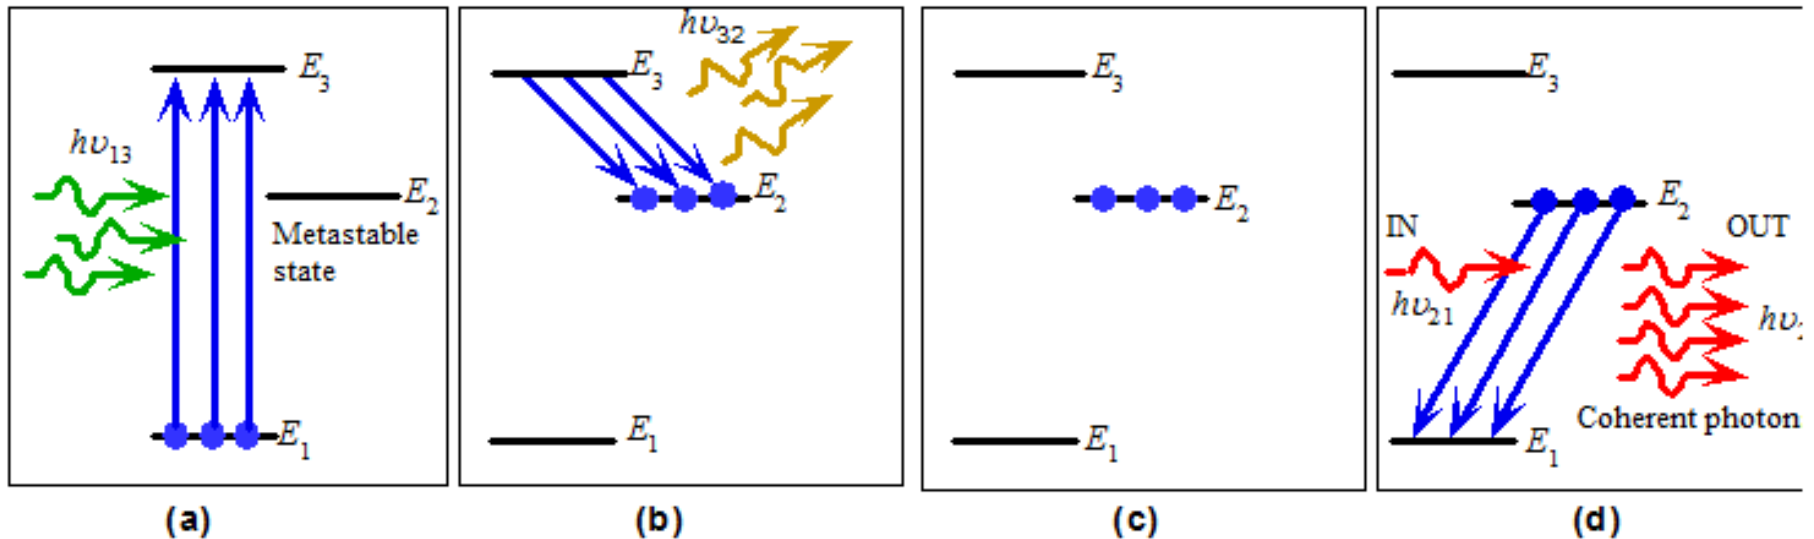 E3
hυ13
E2
Metastable
state
E1
(a)
hυ32
E3
E2
E1
(b)
E3
E2
E1
(c)
E3
E2
IN
OUT
hυ21
hυ2
Coherent photon
E1
(d)